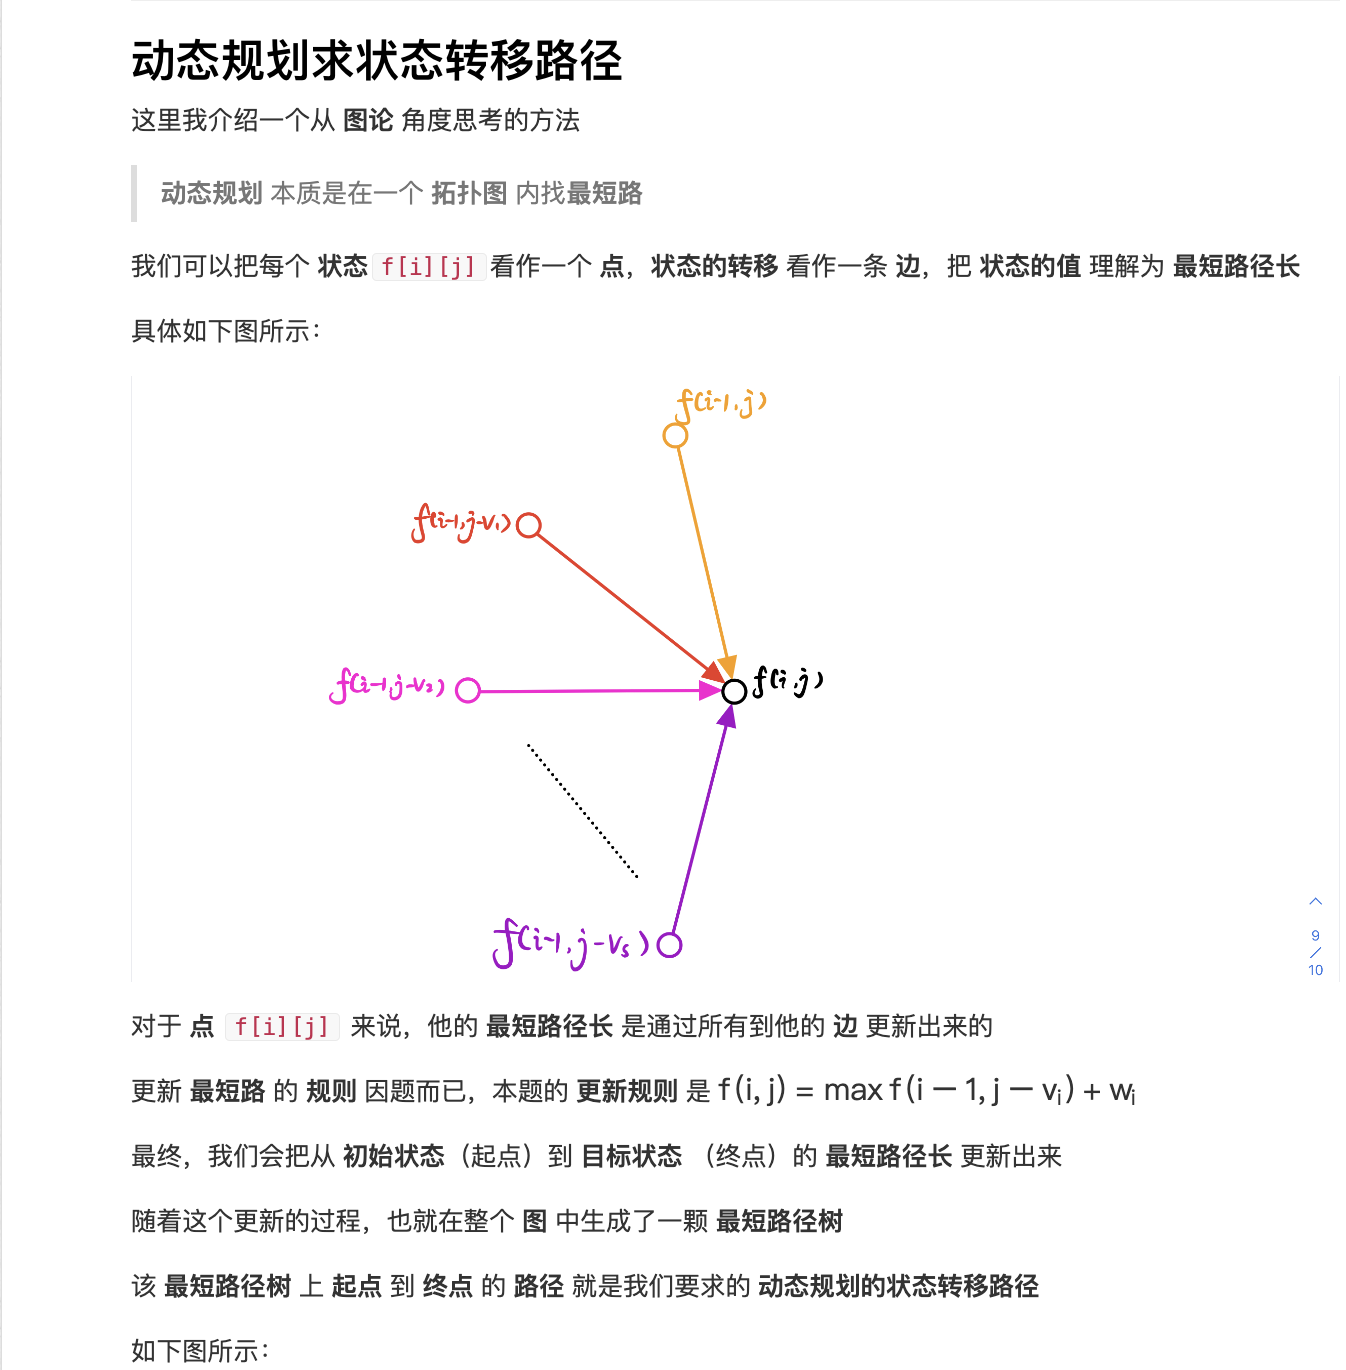 动态规划求状态转移路径
这里我介绍一个从 图论 角度思考的方法
动态规划 本质是在一个 拓扑图 内找最短路
我们可以把每个 状态 f[i][j] 看作一个 点，状态的转移 看作一条 边，把 状态的值 理解为 最短路径长
具体如下图所示：
f(i-1,j)
f(i-1,j-v₁)
f(i-1,j-v₂)
f(i,j)
f(i-1,j-vₛ)
9
/
10
对于 点 f[i][j] 来说，他的 最短路径长 是通过所有到他的 边 更新出来的
更新 最短路 的 规则 因题而已，本题的 更新规则 是 f(i, j) = max f(i − 1, j − vᵢ) + wᵢ
最终，我们会把从 初始状态（起点）到 目标状态 （终点）的 最短路径长 更新出来
随着这个更新的过程，也就在整个 图 中生成了一颗 最短路径树
该 最短路径树 上 起点 到 终点 的 路径 就是我们要求的 动态规划的状态转移路径
如下图所示：